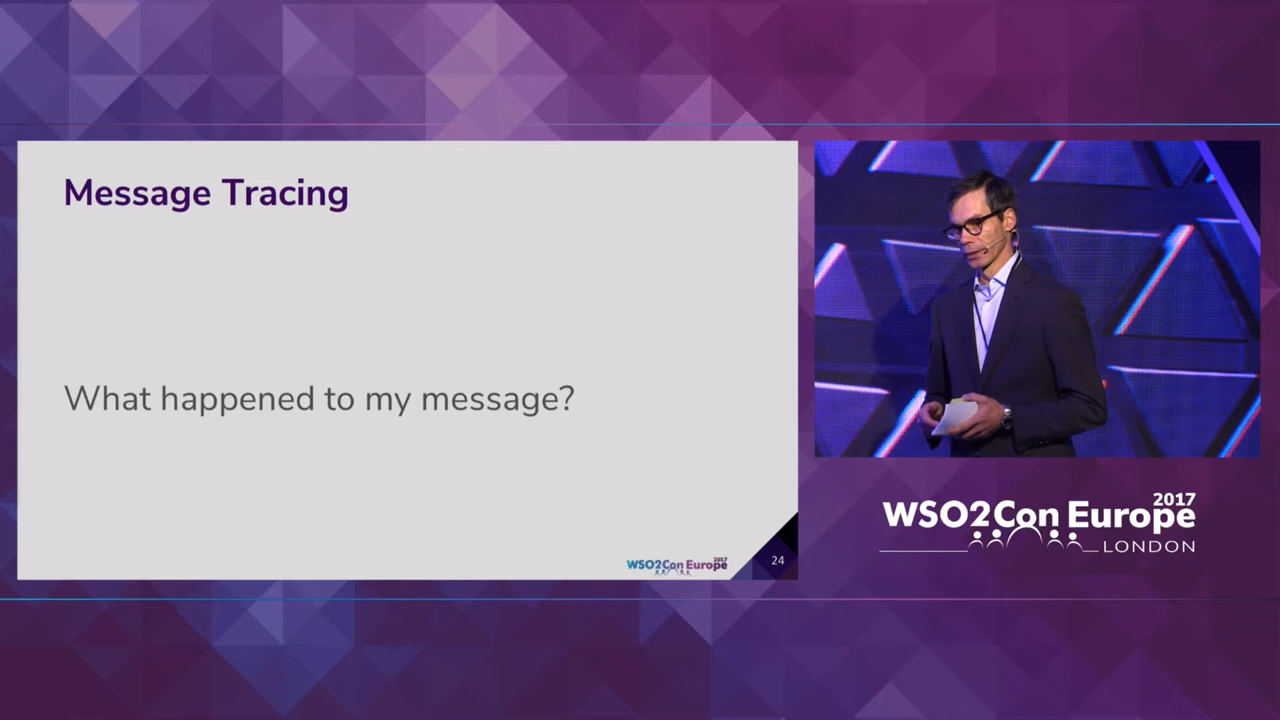 Message Tracing
What happened to my message?
WSO2Con Europe 2017
24
WSO2Con Europe 2017
LONDON